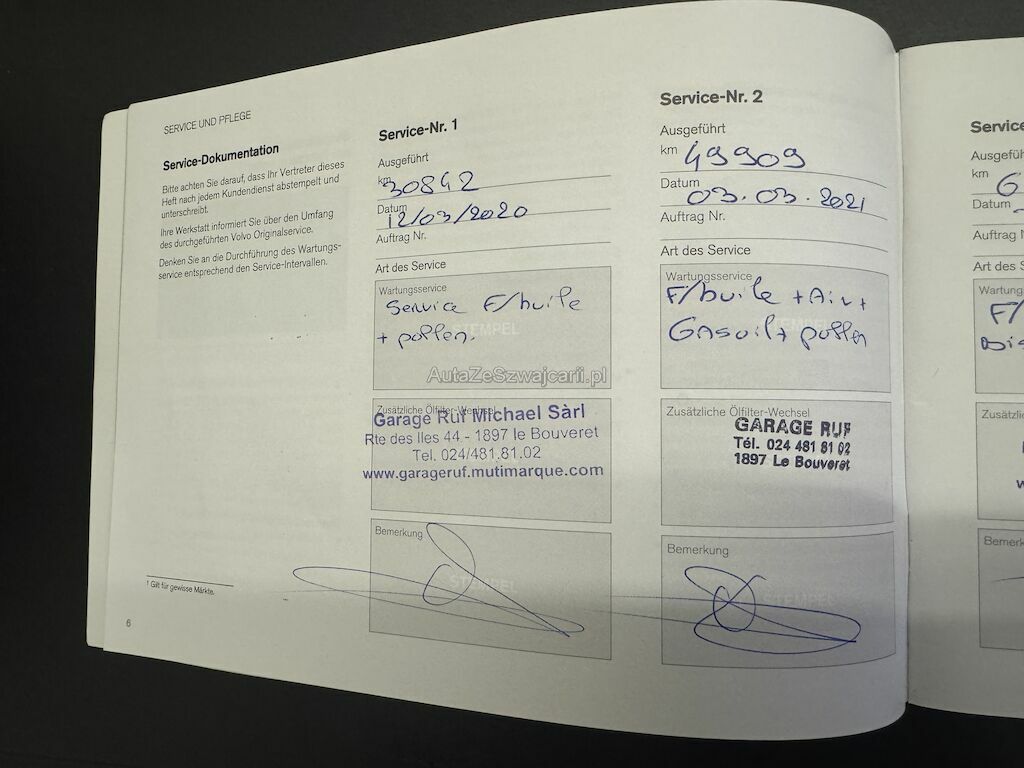 SERVICE UND PFLEGE
Service-Dokumentation
Bitte achten Sie darauf, dass Ihr Vertreter dieses
Heft nach jedem Kundendienst abstempelt und
unterschreibt.
Ihre Werkstatt informiert Sie über den Umfang
des durchgeführten Volvo Originalservice.
Denken Sie an die Durchführung des Wartungs-
service entsprechend den Service-Intervallen.
1 Gilt für gewisse Märkte.
6
Service-Nr. 1
Ausgeführt
km 30842
Datum 12/03/2020
Auftrag Nr.
Art des Service
Wartungsservice
Service F/huile
+ pollen.
STEMPEL
AutaZeSzwajcarii.pl
Zusätzliche Ölfilter-Wechsel
Garage Ruf Michael Sàrl
Rte des Iles 44 - 1897 le Bouveret
Tel. 024/481.81.02
www.garageruf.mutimarque.com
Bemerkung
STEMPEL
Service-Nr. 2
Ausgeführt
km 49909
Datum 03.03.2021
Auftrag Nr.
Art des Service
Wartungsservice
F/huile + Air +
Gasoil + pollen
Zusätzliche Ölfilter-Wechsel
GARAGE RUF
Tél. 024 481 81 02
1897 Le Bouveret
Bemerkung
STEMPEL
Service
km 6
Datum
Auftrag
Art des S
F/